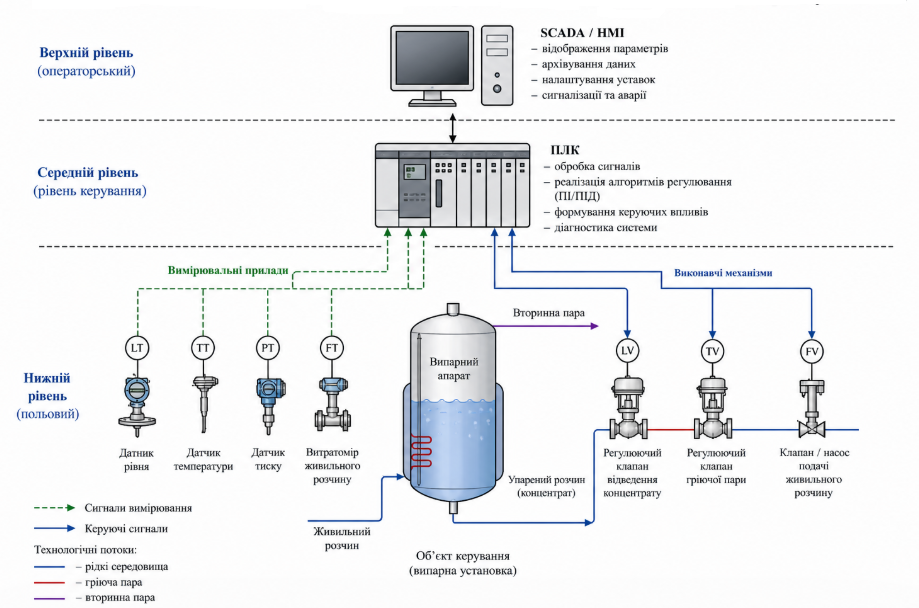 SCADA / HMI
– відображення параметрів
– архівування даних
– налаштування уставок
– сигналізації та аварії
Верхній рівень
(операторський)
ПЛК
– обробка сигналів
– реалізація алгоритмів регулювання
(ПІ/ПІД)
– формування керуючих впливів
– діагностика системи
Середній рівень
(рівень керування)
Вимірювальні прилади
Виконавчі механізми
Вторинна пара
LT
TT
PT
FT
LV
TV
FV
Випарний
апарат
Нижній
рівень
(польовий)
Датчик
рівня
Датчик
температури
Датчик
тиску
Витратомір
живильного
розчину
Регулюючий
клапан
відведення
концентрату
Регулюючий
клапан
гріючої пари
Клапан / насос
подачі
живильного
розчину
Упарений розчин
(концентрат)
Живильний
розчин
Об’єкт керування
(випарна установка)
Сигнали вимірювання
Керуючі сигнали
Технологічні потоки:
– рідкі середовища
– гріюча пара
– вторинна пара